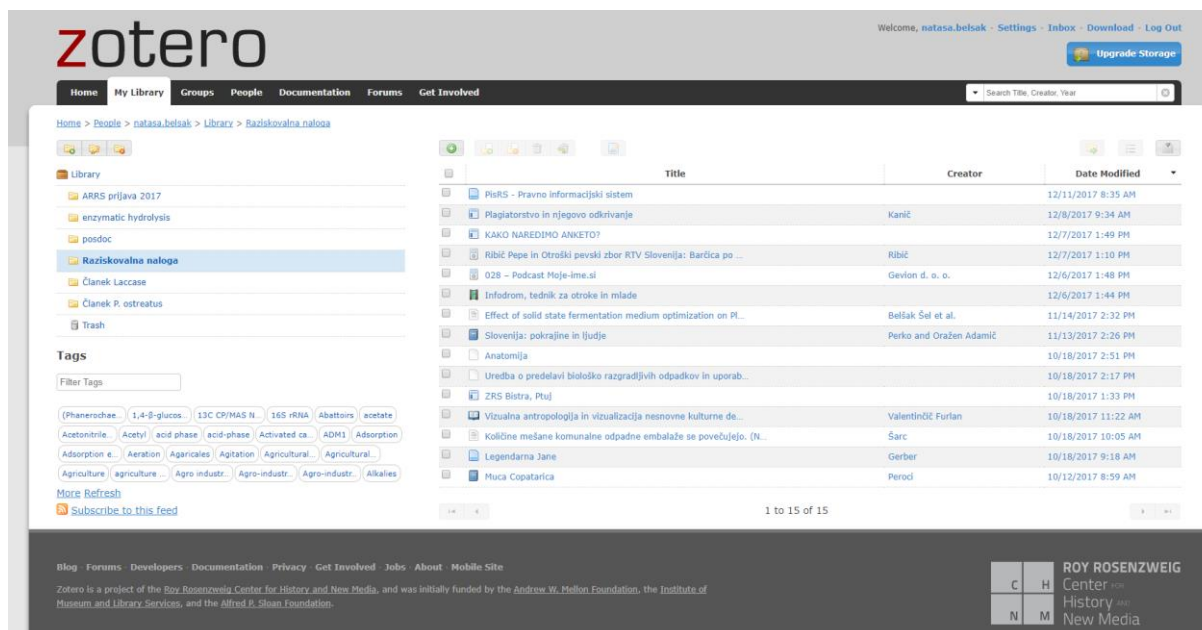 zotero
Welcome, natasa.belsak - Settings - Inbox - Download - Log Out
Upgrade Storage
Home My Library Groups People Documentation Forums Get Involved
Search Title, Creator, Year
Home > People > natasa.belsak > Library > Raziskovalna naloga
Library
ARRS prijava 2017
enzymatic hydrolysis
posdoc
Raziskovalna naloga
Članek Laccase
Članek P. ostreatus
Trash
Tags
Filter Tags
(Phanerochae.. 1,4-β-glucos.. 13C CP/MAS N.. 16S rRNA Abattoirs acetate
Acetonitrile.. Acetyl acid phase acid-phase Activated ca.. ADM1 Adsorption
Adsorption e.. Aeration Agaricales Agitation Agricultural.. Agricultural..
Agriculture agriculture .. Agro industr.. Agro-industr.. Agro-industr.. Alkalies
More Refresh
Subscribe to this feed
Title Creator Date Modified
PisRS - Pravno informacijski sistem 12/11/2017 8:35 AM
Plagiatorstvo in njegovo odkrivanje Kanič 12/8/2017 9:34 AM
KAKO NAREDIMO ANKETO? 12/7/2017 1:49 PM
Ribič Pepe in Otroški pevski zbor RTV Slovenija: Barčica po ... Ribič 12/7/2017 1:10 PM
028 – Podcast Moje-ime.si Gevion d. o. o. 12/6/2017 1:48 PM
Infodrom, tednik za otroke in mlade 12/6/2017 1:44 PM
Effect of solid state fermentation medium optimization on Pl... Belšak Šel et al. 11/14/2017 2:32 PM
Slovenija: pokrajine in ljudje Perko and Oražen Adamič 11/13/2017 2:26 PM
Anatomija 10/18/2017 2:51 PM
Uredba o predelavi biološko razgradljivih odpadkov in uporab... 10/18/2017 2:17 PM
ZRS Bistra, Ptuj 10/18/2017 1:33 PM
Vizualna antropologija in vizualizacija nesnovne kulturne de... Valentinčič Furlan 10/18/2017 11:22 AM
Količine mešane komunalne odpadne embalaže se povečujejo. (N... Šarc 10/18/2017 10:05 AM
Legendarna Jane Gerber 10/18/2017 9:18 AM
Muca Copatarica Peroci 10/12/2017 8:59 AM
1 to 15 of 15
Blog - Forums - Developers - Documentation - Privacy - Get Involved - Jobs - About - Mobile Site
Zotero is a project of the Roy Rosenzweig Center for History and New Media, and was initially funded by the Andrew W. Mellon Foundation, the Institute of
Museum and Library Services, and the Alfred P. Sloan Foundation.
C H
N M
ROY ROSENZWEIG
Center FOR
History AND
New Media